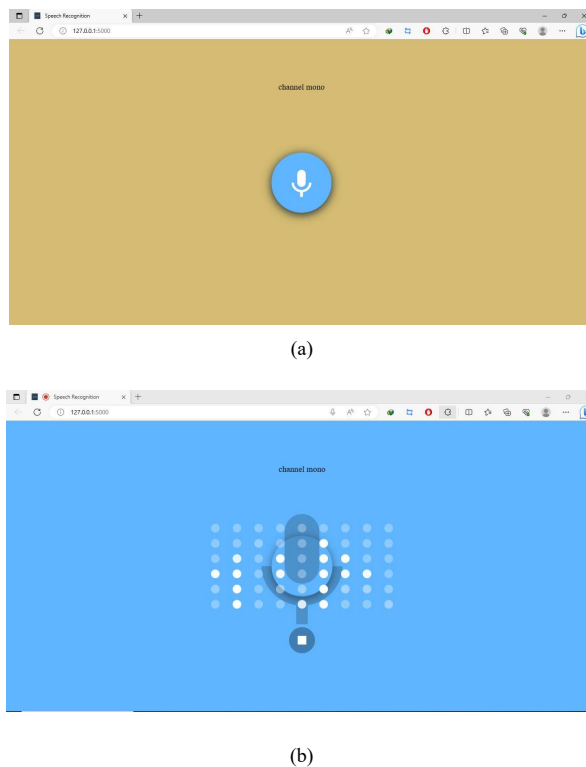 Speech Recognition
127.0.0.1:5000
channel mono
(a)
Speech Recognition
127.0.0.1:5000
channel mono
(b)